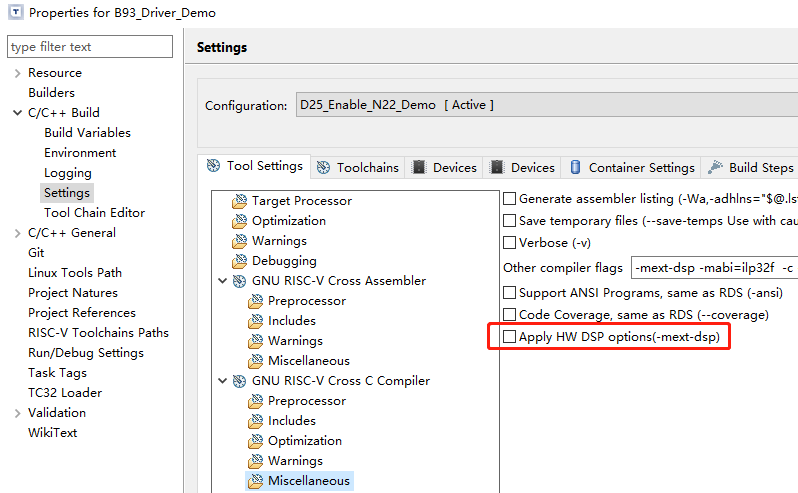 Properties for B93_Driver_Demo
type filter text
Resource
Builders
C/C++ Build
Build Variables
Environment
Logging
Settings
Tool Chain Editor
C/C++ General
Git
Linux Tools Path
Project Natures
Project References
RISC-V Toolchains Paths
Run/Debug Settings
Task Tags
TC32 Loader
Validation
WikiText
Settings
Configuration: D25_Enable_N22_Demo [ Active ]
Tool Settings Toolchains Devices Devices Container Settings Build Steps
Target Processor
Optimization
Warnings
Debugging
GNU RISC-V Cross Assembler
Preprocessor
Includes
Warnings
Miscellaneous
GNU RISC-V Cross C Compiler
Preprocessor
Includes
Optimization
Warnings
Miscellaneous
Generate assembler listing (-Wa,-adhlns="$@.ls
Save temporary files (--save-temps Use with cau
Verbose (-v)
Other compiler flags -mext-dsp -mabi=ilp32f -c
Support ANSI Programs, same as RDS (-ansi)
Code Coverage, same as RDS (--coverage)
Apply HW DSP options(-mext-dsp)